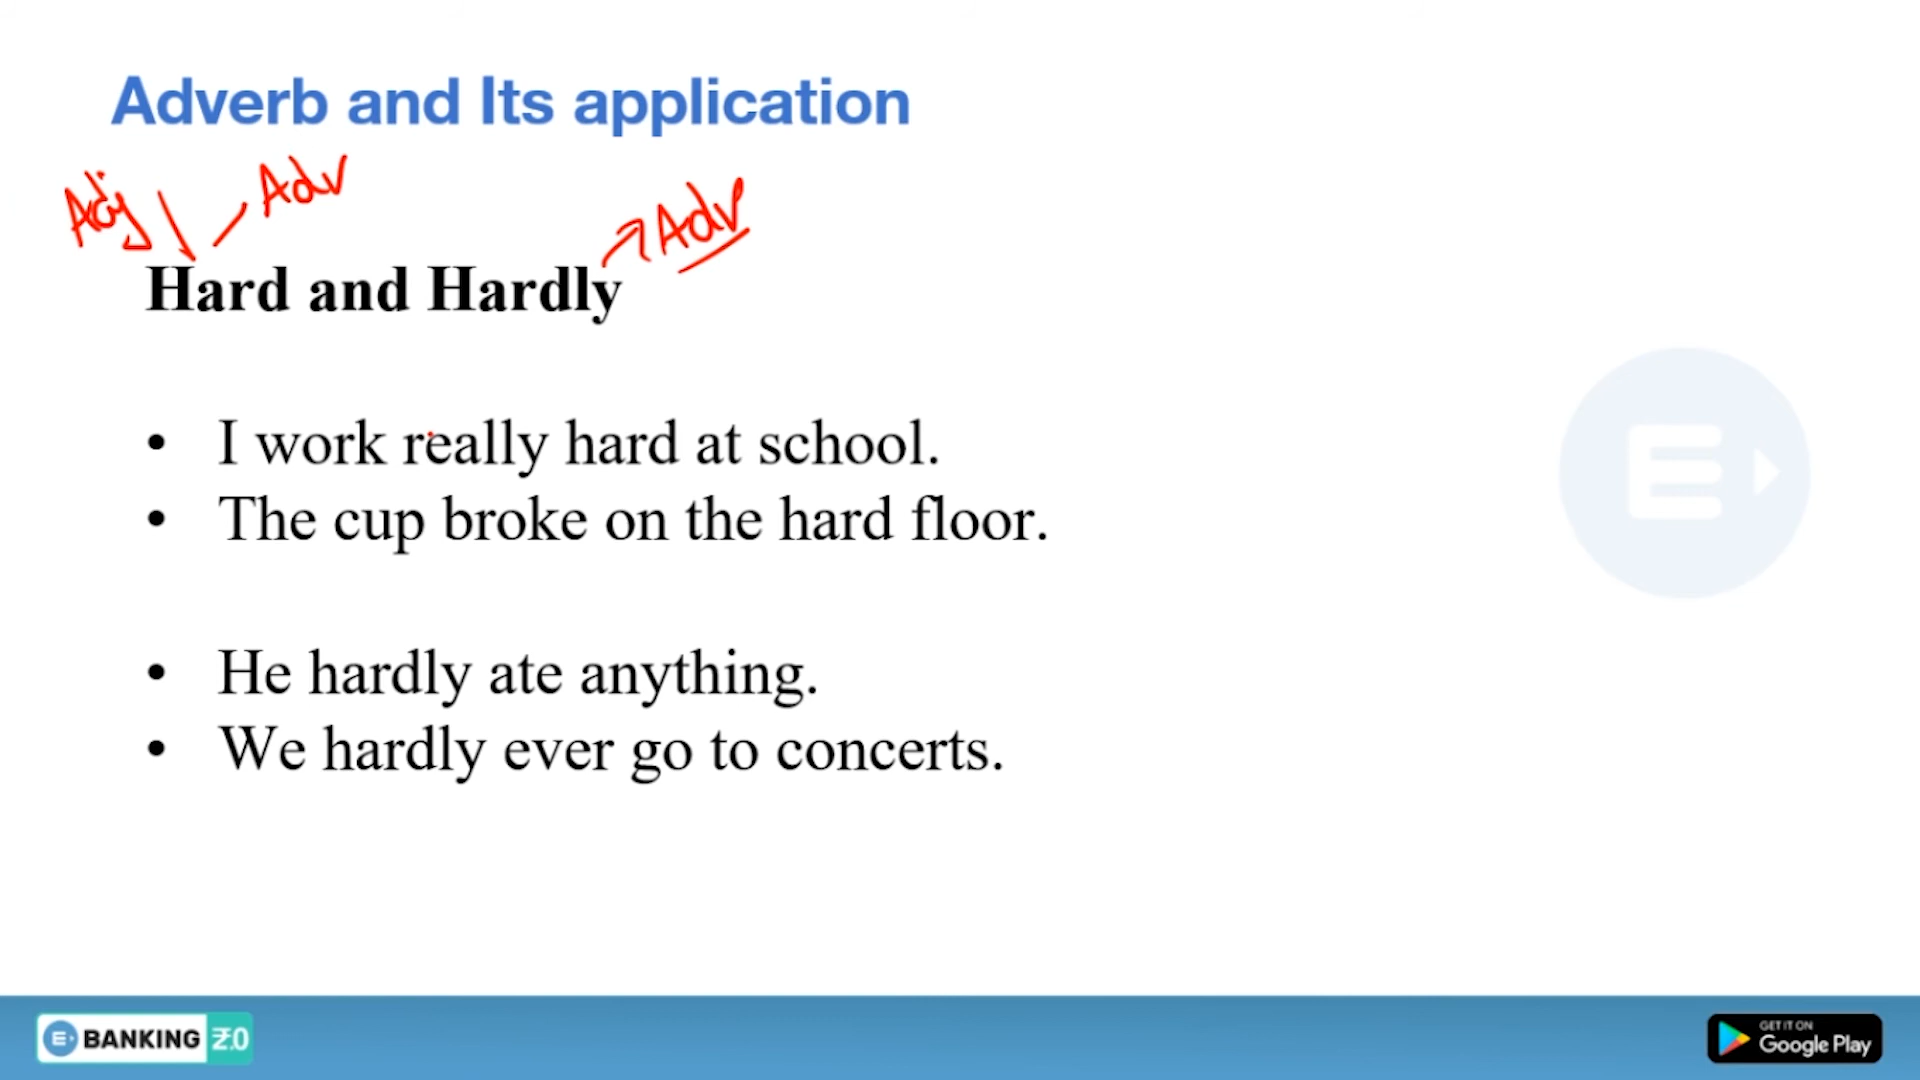 Adverb and Its application
Adj Adv Adv
Hard and Hardly
• I work really hard at school.
• The cup broke on the hard floor.
• He hardly ate anything.
• We hardly ever go to concerts.
E BANKING 2.0
GET IT ON
Google Play